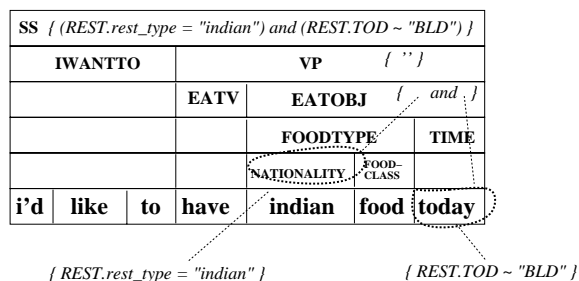 SS { (REST.rest_type = "indian") and (REST.TOD ~ "BLD") }
IWANTTO VP { '' }
EATV EATOBJ { and }
FOODTYPE TIME
NATIONALITY FOOD–
CLASS
i'd like to have indian food today
{ REST.rest_type = "indian" } { REST.TOD ~ "BLD" }